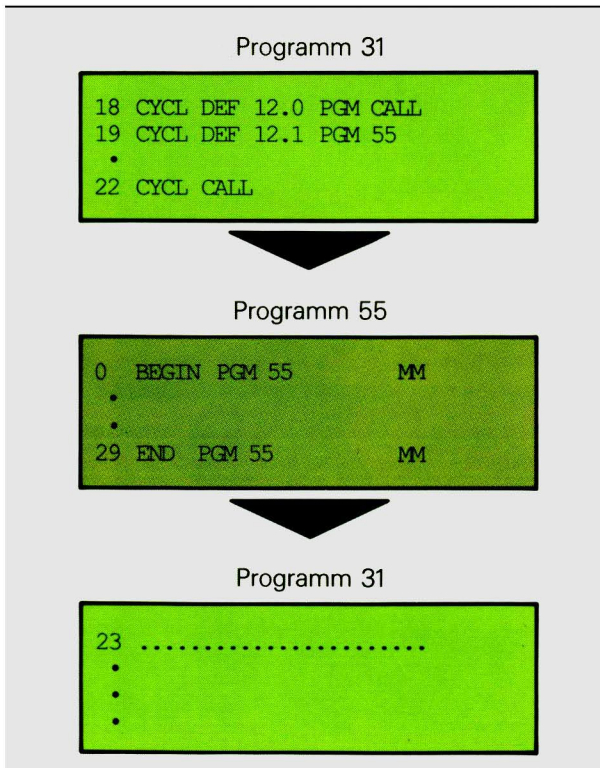 Programm 31
18 CYCL DEF 12.0 PGM CALL
19 CYCL DEF 12.1 PGM 55
•
22 CYCL CALL
Programm 55
0 BEGIN PGM 55 MM
•
•
29 END PGM 55 MM
Programm 31
23 .......................
•
•
•